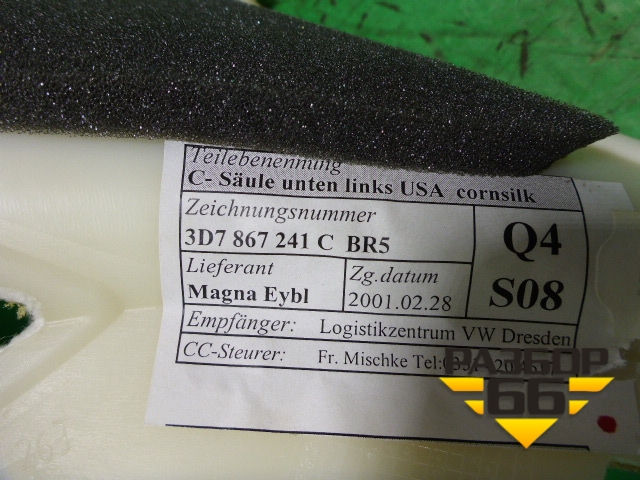 Teilebenennung
C- Säule unten links USA cornsilk
Zeichnungsnummer
3D7 867 241 C BR5
Q4
Lieferant
Zg.datum
S08
Magna Eybl
2001.02.28
Empfänger: Logistikzentrum VW Dresden
CC-Steurer: Fr. Mischke Tel:
РАЗБОР
66